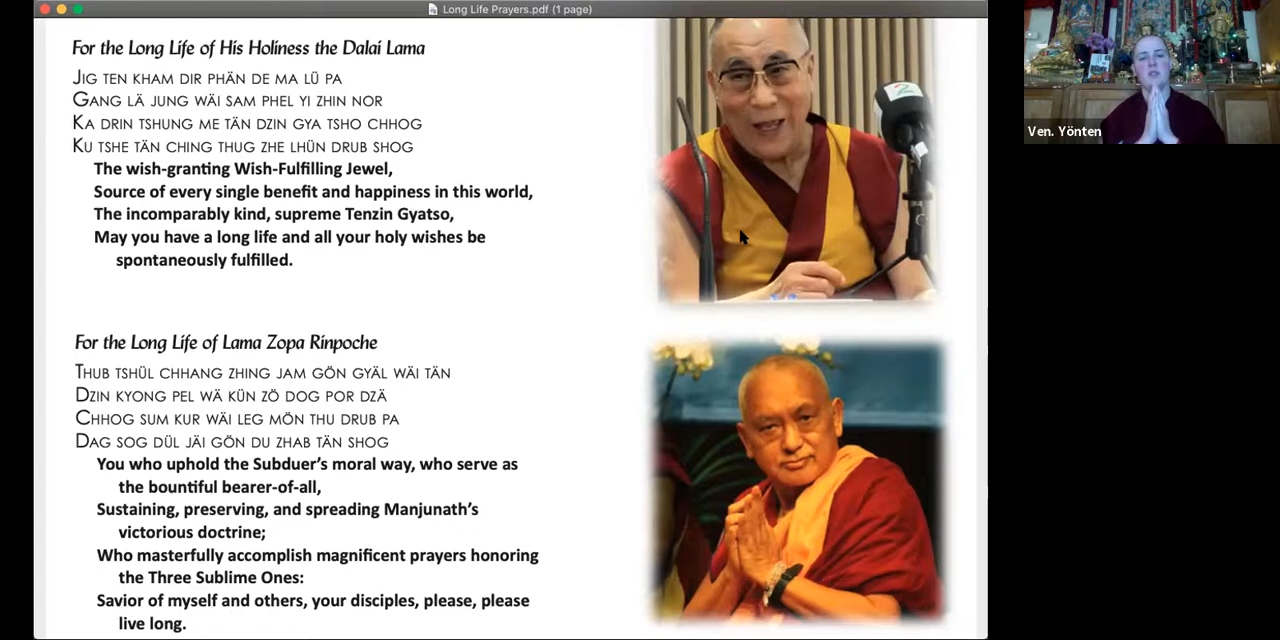 Long Life Prayers.pdf (1 page)
For the Long Life of His Holiness the Dalai Lama
JIG TEN KHAM DIR PHÄN DE MA LÜ PA
GANG LÄ JUNG WÄI SAM PHEL YI ZHIN NOR
KA DRIN TSHUNG ME TÄN DZIN GYA TSHO CHHOG
KU TSHE TÄN CHING THUG ZHE LHÜN DRUB SHOG
The wish-granting Wish-Fulfilling Jewel,
Source of every single benefit and happiness in this world,
The incomparably kind, supreme Tenzin Gyatso,
May you have a long life and all your holy wishes be
spontaneously fulfilled.
2
For the Long Life of Lama Zopa Rinpoche
THUB TSHÜL CHHANG ZHING JAM GÖN GYÄL WÄI TÄN
DZIN KYONG PEL WÄ KÜN ZÖ DOG POR DZÄ
CHHOG SUM KUR WÄI LEG MÖN THU DRUB PA
DAG SOG DÜL JÄI GÖN DU ZHAB TÄN SHOG
You who uphold the Subduer's moral way, who serve as
the bountiful bearer-of-all,
Sustaining, preserving, and spreading Manjunath's
victorious doctrine;
Who masterfully accomplish magnificent prayers honoring
the Three Sublime Ones:
Savior of myself and others, your disciples, please, please
live long.
Ven. Yönten